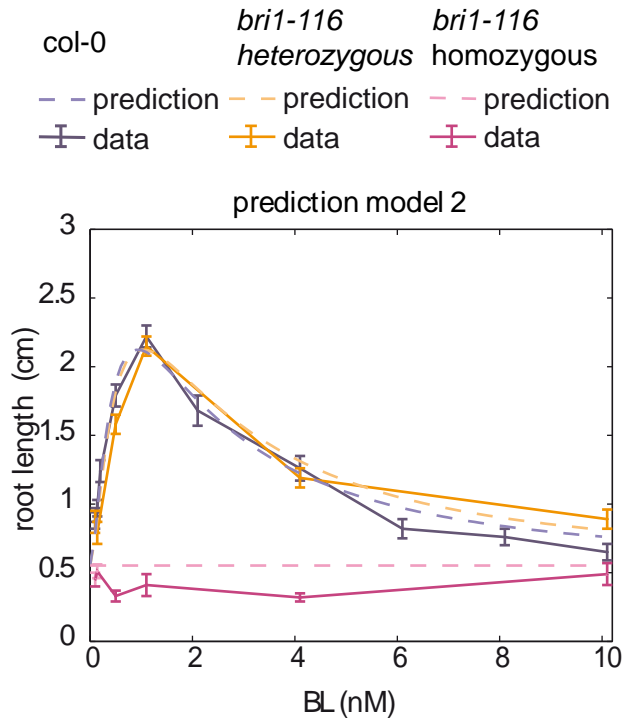 col-0
bri1-116
heterozygous
bri1-116
homozygous
prediction
prediction
prediction
data
data
data
prediction model 2
3
2.5
2
1.5
1
0.5
0
root length (cm)
0
2
4
6
8
10
BL (nM)